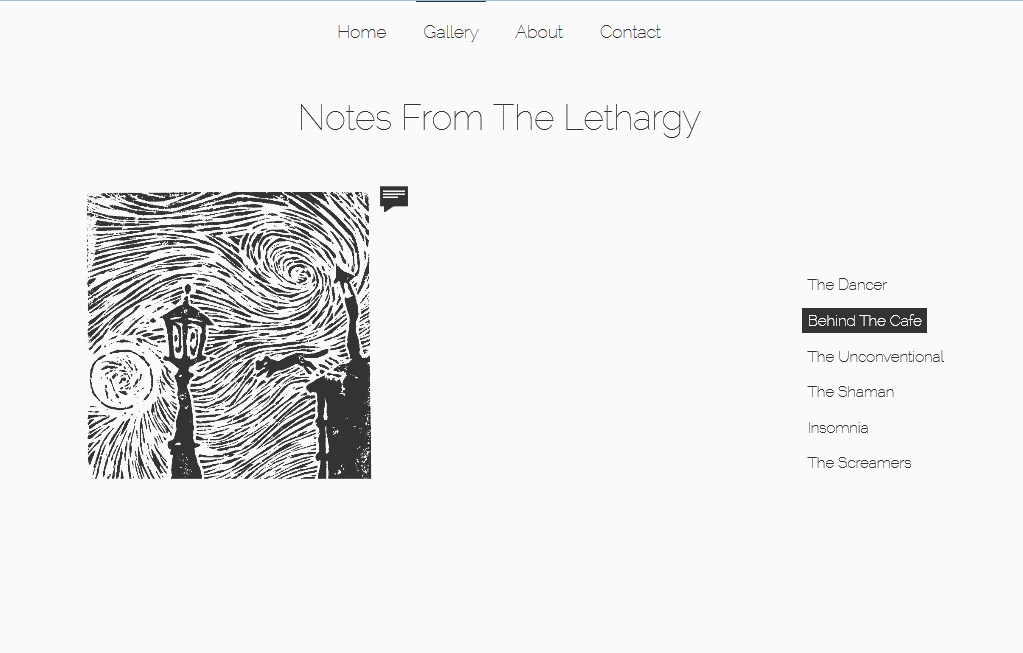 Home Gallery About Contact
Notes From The Lethargy
The Dancer
Behind The Cafe
The Unconventional
The Shaman
Insomnia
The Screamers